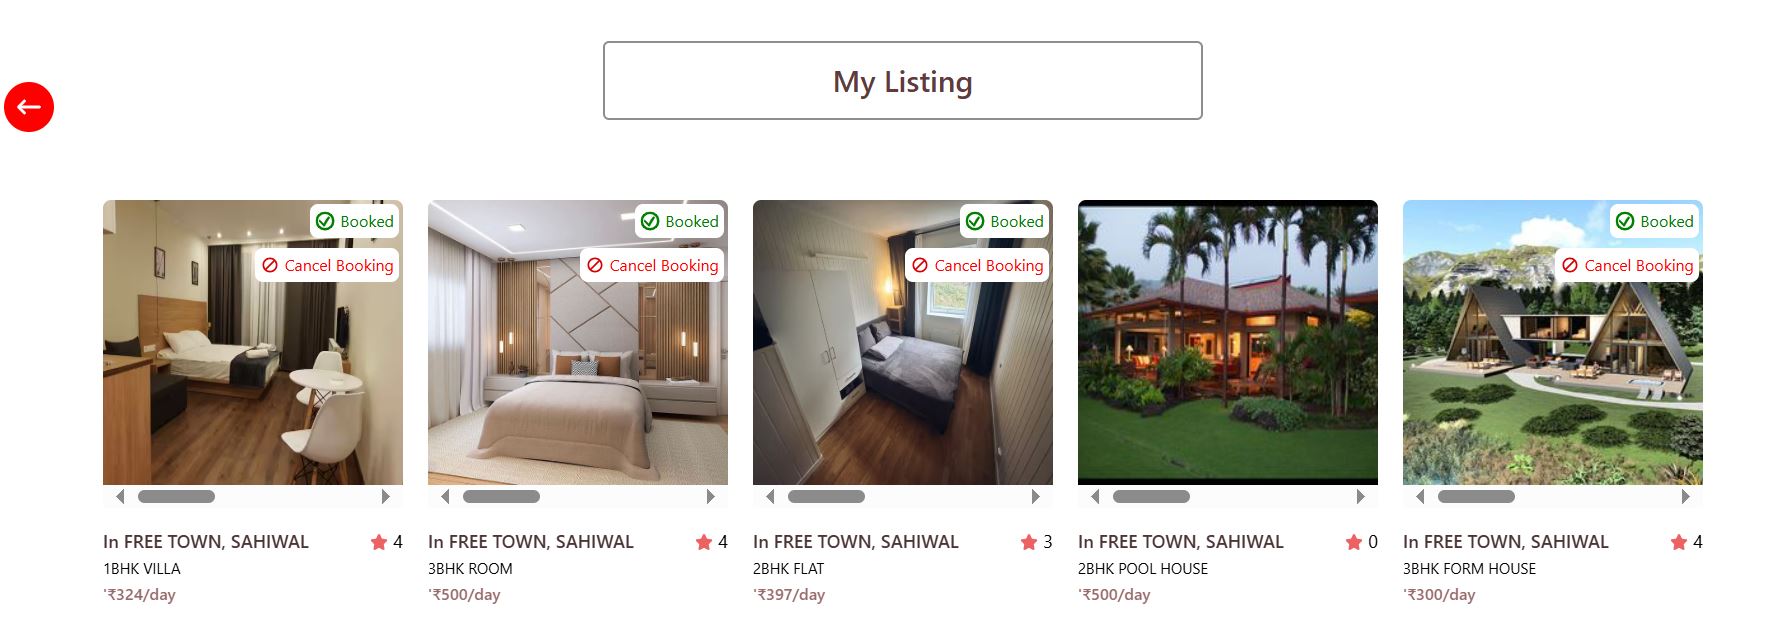 My Listing
Booked
Cancel Booking
In FREE TOWN, SAHIWAL 4
1BHK VILLA
'₹324/day
Booked
Cancel Booking
In FREE TOWN, SAHIWAL 4
3BHK ROOM
'₹500/day
Booked
Cancel Booking
In FREE TOWN, SAHIWAL 3
2BHK FLAT
'₹397/day
In FREE TOWN, SAHIWAL 0
2BHK POOL HOUSE
'₹500/day
Booked
Cancel Booking
In FREE TOWN, SAHIWAL 4
3BHK FORM HOUSE
'₹300/day